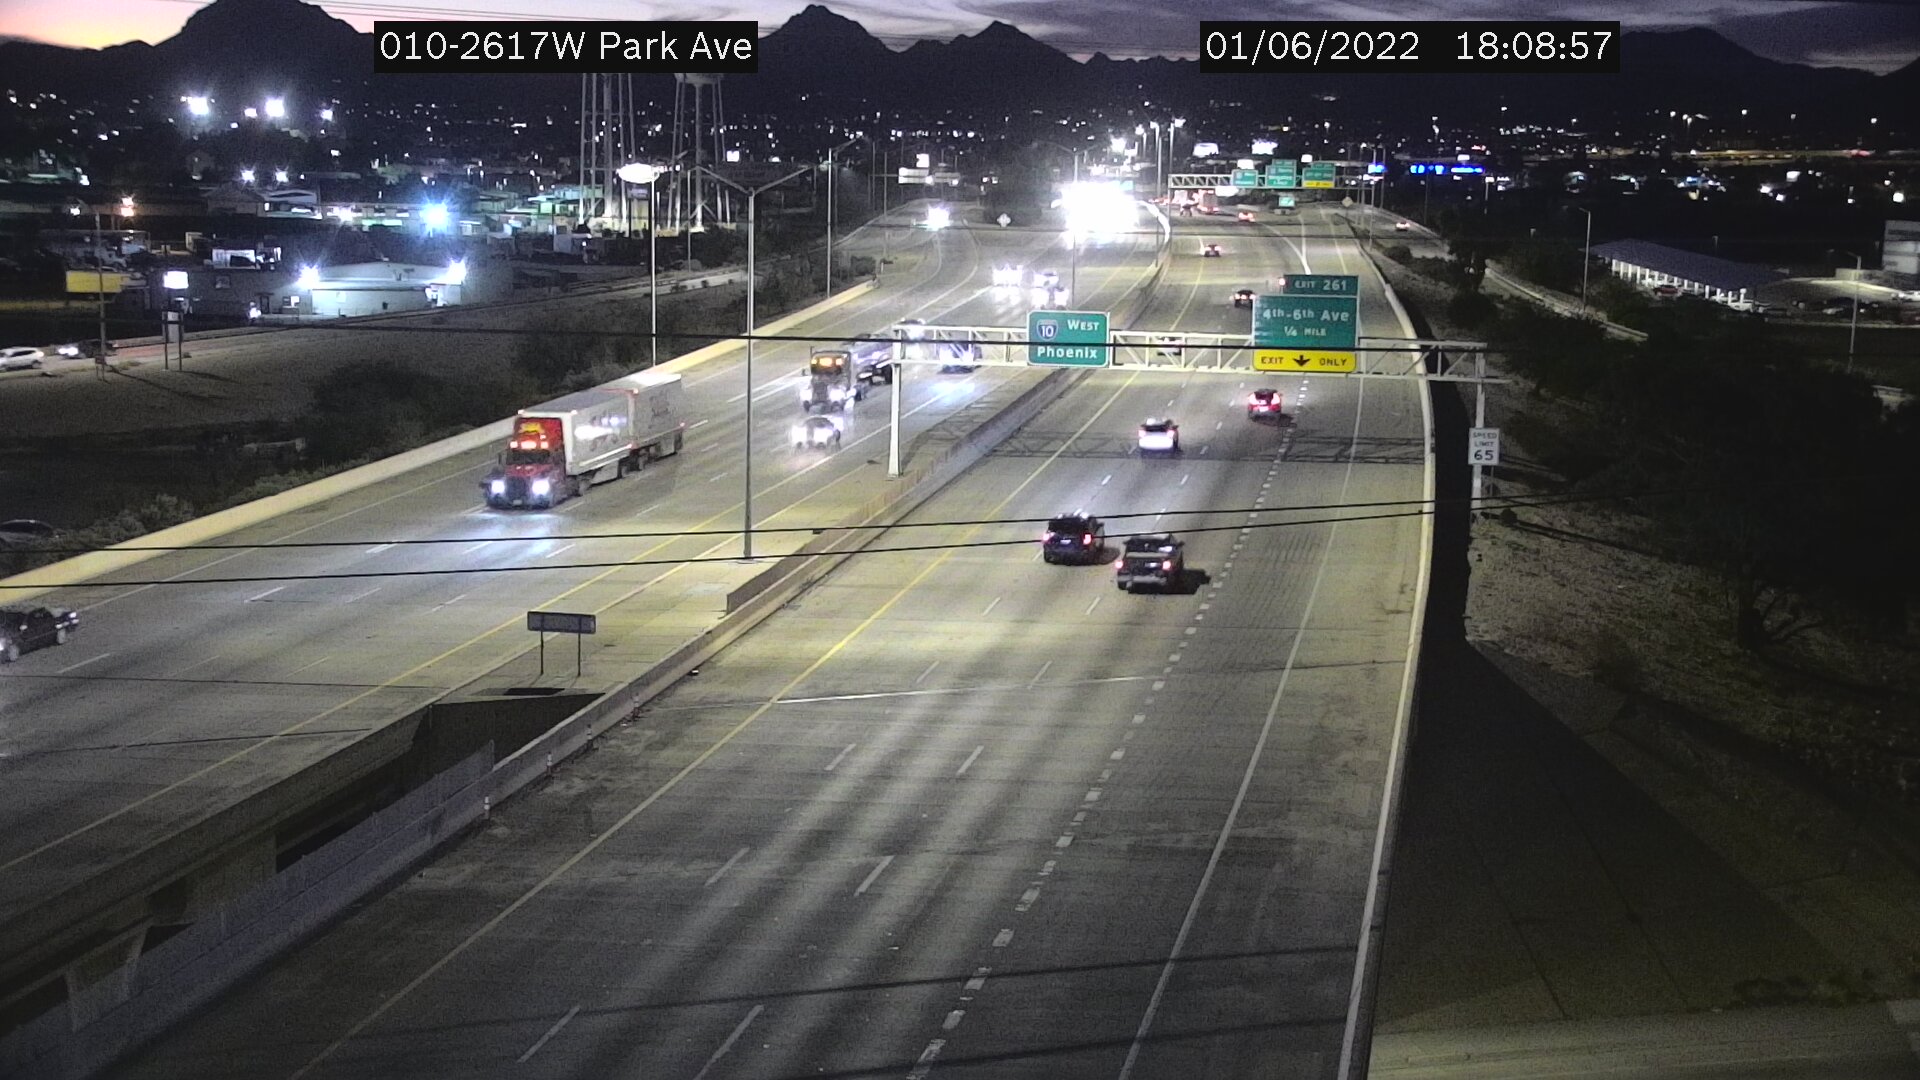 010-2617W Park Ave
01/06/2022 18:08:57
EXIT 261
4th-6th Ave
1/4 MILE
EXIT ONLY
10 WEST
Phoenix
SPEED
LIMIT
65